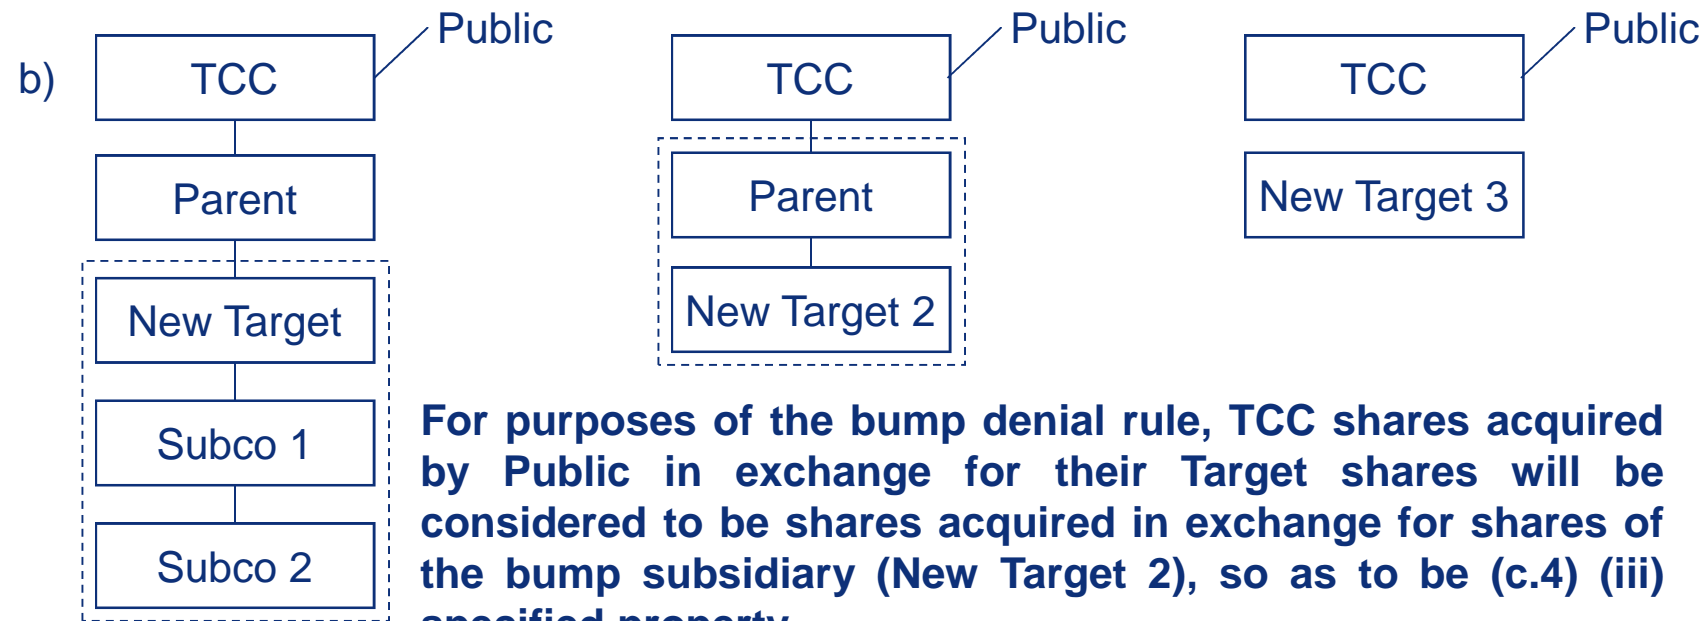 b)
TCC
Public
Parent
New Target
Subco 1
Subco 2
TCC
Public
Parent
New Target 2
TCC
Public
New Target 3
For purposes of the bump denial rule, TCC shares acquired
by Public in exchange for their Target shares will be
considered to be shares acquired in exchange for shares of
the bump subsidiary (New Target 2), so as to be (c.4) (iii)
specified property